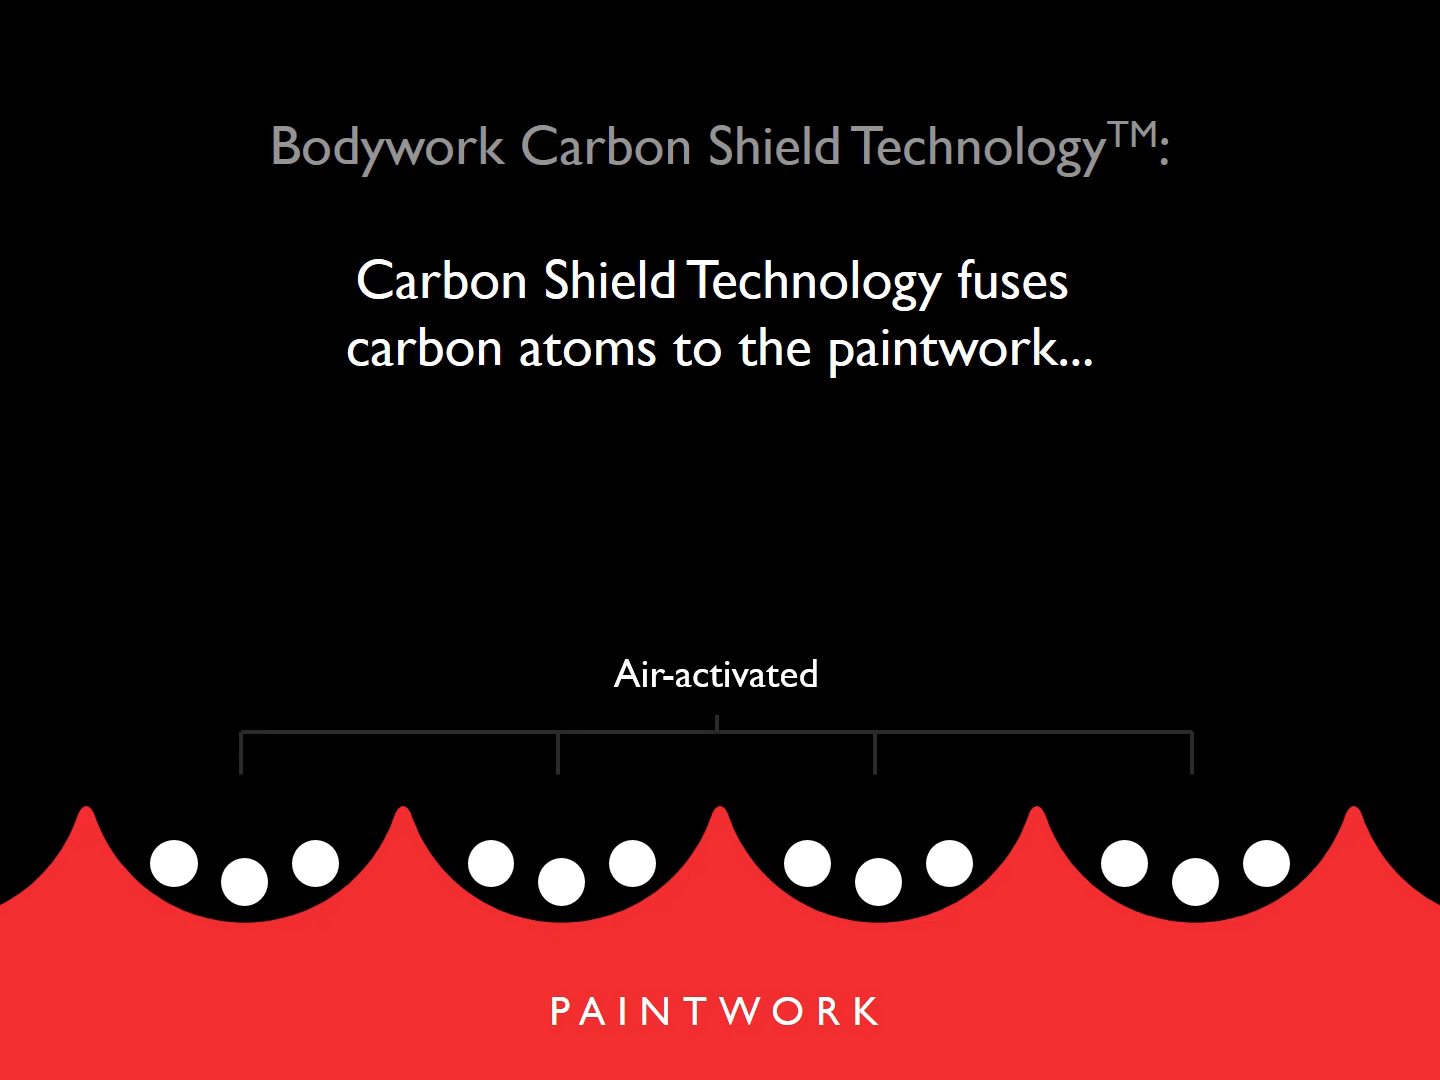 Bodywork Carbon Shield Technology™:
Carbon Shield Technology fuses
carbon atoms to the paintwork...
Air-activated
PAINTWORK